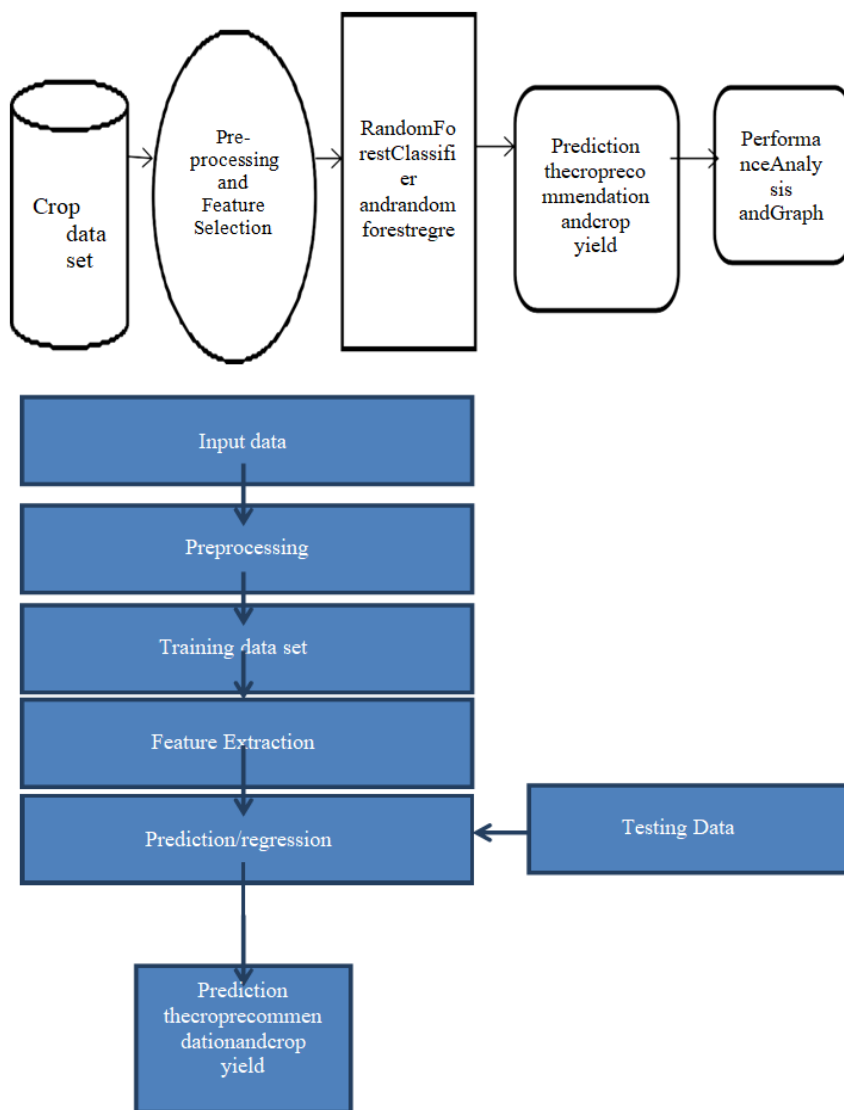 Crop
data
set
Pre-
processing
and
Feature
Selection
RandomFo
restClassifi
er
andrandom
forestregre
Prediction
thecropreco
mmendation
andcrop
yield
Performa
nceAnaly
sis
andGraph
Input data
Preprocessing
Training data set
Feature Extraction
Prediction/regression
Testing Data
Prediction
thecroprecommen
dationandcrop
yield